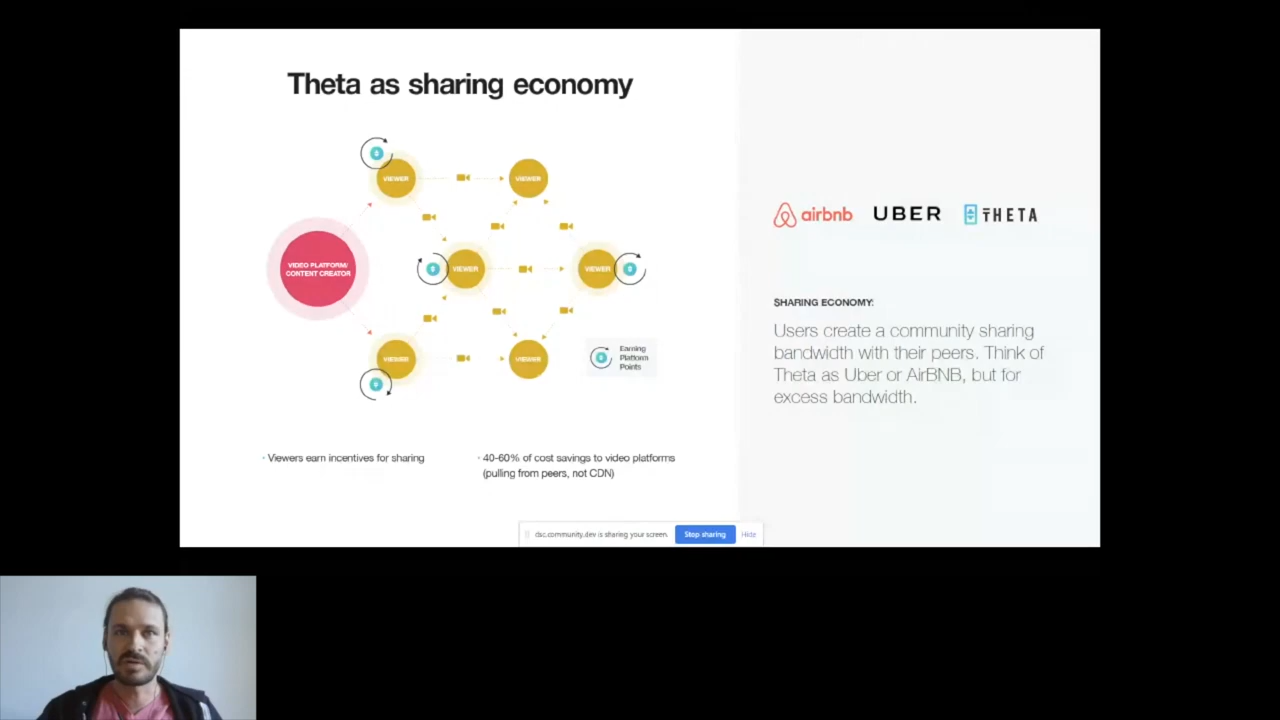 Theta as sharing economy
VIEWER
VIEWER
VIDEO PLATFORM/
CONTENT CREATOR
VIEWER
VIEWER
VIEWER
VIEWER
Earning
Platform
Points
· Viewers earn incentives for sharing
· 40-60% of cost savings to video platforms
(pulling from peers, not CDN)
airbnb
UBER
THETA
SHARING ECONOMY:
Users create a community sharing
bandwidth with their peers. Think of
Theta as Uber or AirBNB, but for
excess bandwidth.
dsc.community.dev is sharing your screen.
Stop sharing
Hide